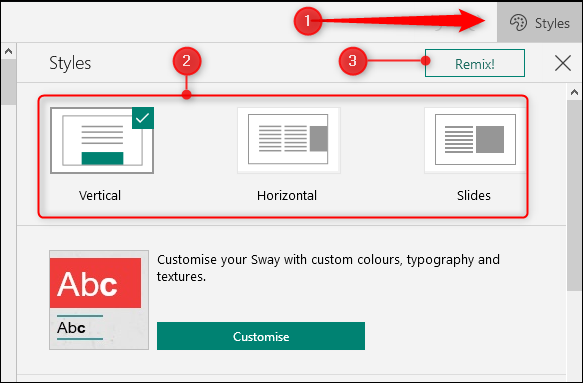 1
Styles
Styles
2
3
Remix!
Vertical
Horizontal
Slides
Abc
Abc
Customise your Sway with custom colours, typography and
textures.
Customise